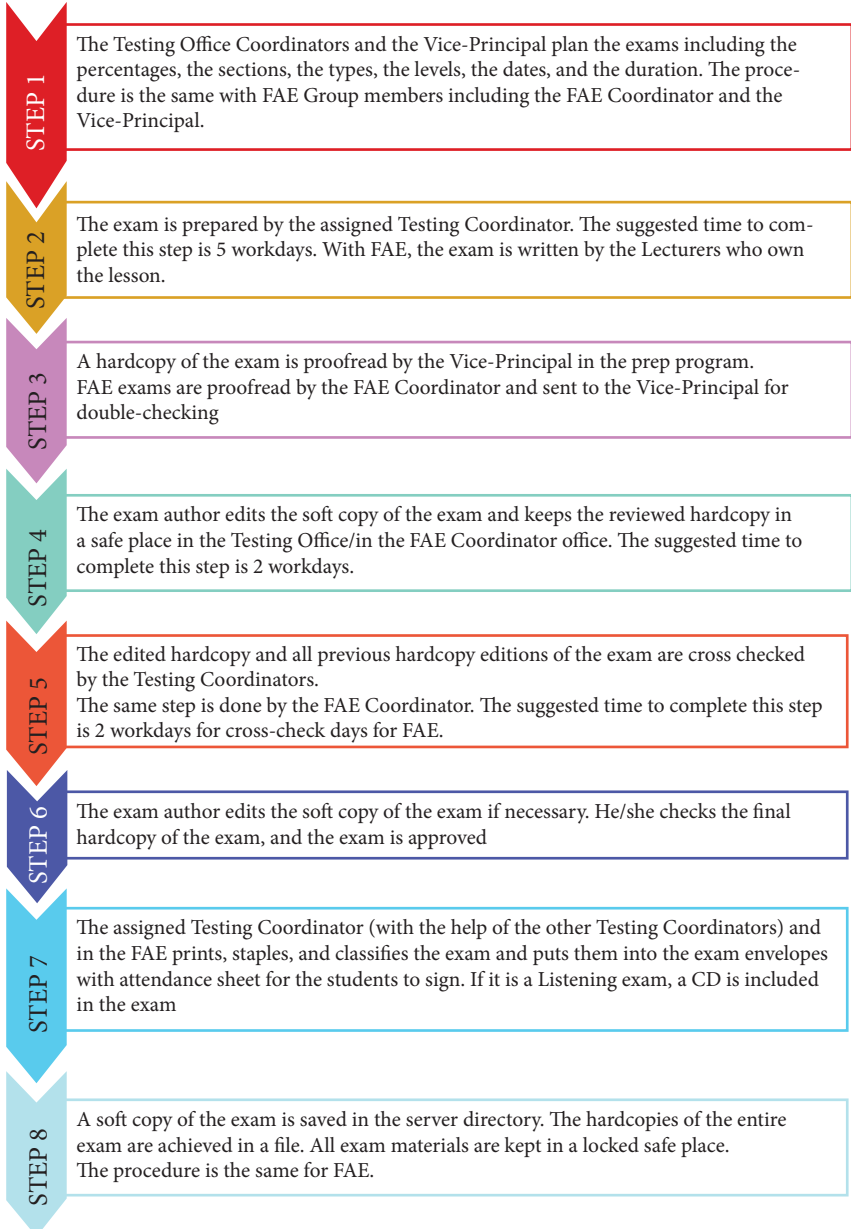 STEP 1
The Testing Office Coordinators and the Vice-Principal plan the exams including the
percentages, the sections, the types, the levels, the dates, and the duration. The proce-
dure is the same with FAE Group members including the FAE Coordinator and the
Vice-Principal.
STEP 2
The exam is prepared by the assigned Testing Coordinator. The suggested time to com-
plete this step is 5 workdays. With FAE, the exam is written by the Lecturers who own
the lesson.
STEP 3
A hardcopy of the exam is proofread by the Vice-Principal in the prep program.
FAE exams are proofread by the FAE Coordinator and sent to the Vice-Principal for
double-checking
STEP 4
The exam author edits the soft copy of the exam and keeps the reviewed hardcopy in
a safe place in the Testing Office/in the FAE Coordinator office. The suggested time to
complete this step is 2 workdays.
STEP 5
The edited hardcopy and all previous hardcopy editions of the exam are cross checked
by the Testing Coordinators.
The same step is done by the FAE Coordinator. The suggested time to complete this step
is 2 workdays for cross-check days for FAE.
STEP 6
The exam author edits the soft copy of the exam if necessary. He/she checks the final
hardcopy of the exam, and the exam is approved
STEP 7
The assigned Testing Coordinator (with the help of the other Testing Coordinators) and
in the FAE prints, staples, and classifies the exam and puts them into the exam envelopes
with attendance sheet for the students to sign. If it is a Listening exam, a CD is included
in the exam
STEP 8
A soft copy of the exam is saved in the server directory. The hardcopies of the entire
exam are achieved in a file. All exam materials are kept in a locked safe place.
The procedure is the same for FAE.